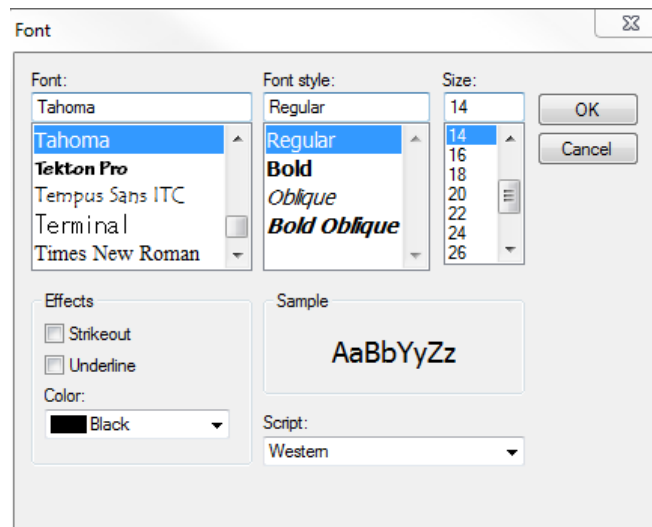 Font
Font:
Tahoma
Tahoma
Tekton Pro
Tempus Sans ITC
Terminal
Times New Roman
Font style:
Regular
Regular
Bold
Oblique
Bold Oblique
Size:
14
14
16
18
20
22
24
26
OK
Cancel
Effects
Strikeout
Underline
Color:
Black
Sample
AaBbYyZz
Script:
Western